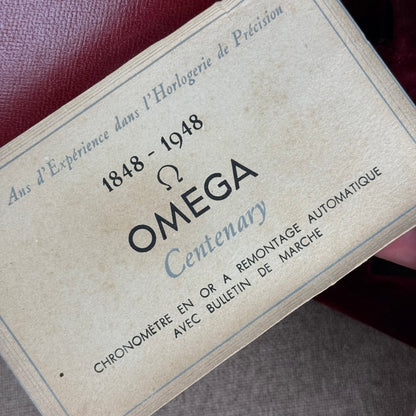 Ans d'Expérience dans l'Horlogerie de Précision
1848 - 1948
Ω
OMEGA
Centenary
CHRONOMÈTRE EN OR A REMONTAGE AUTOMATIQUE
AVEC BULLETIN DE MARCHE